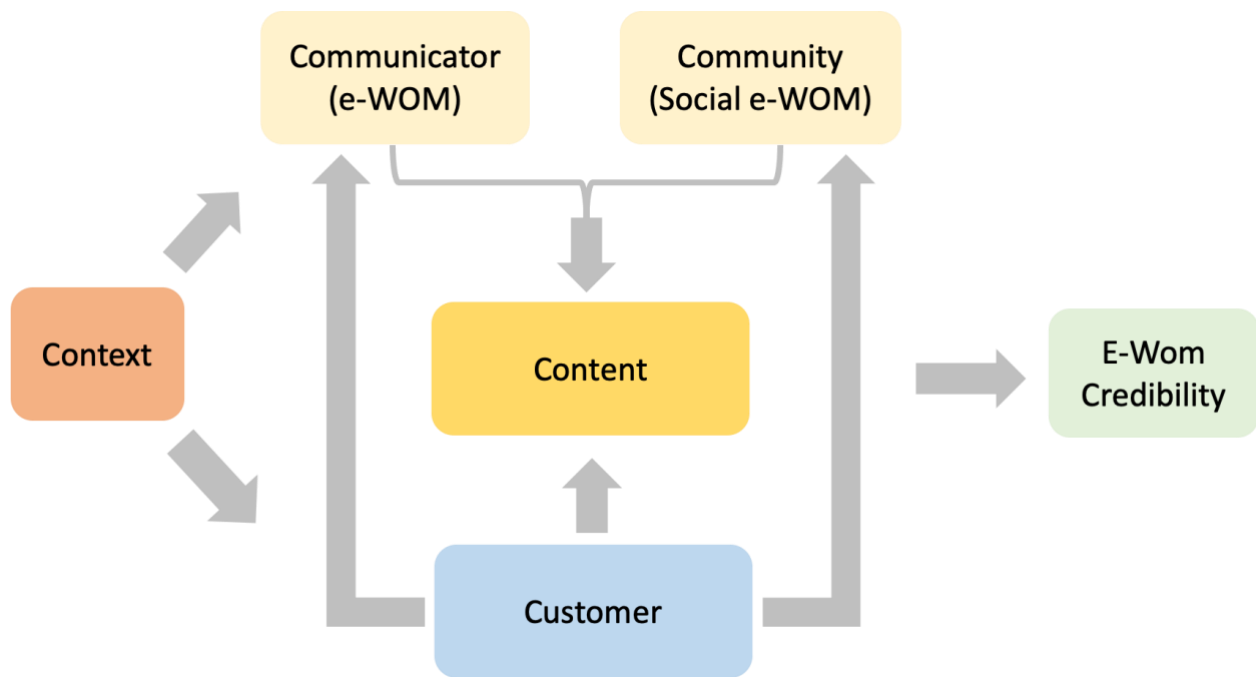 Communicator
(e-WOM)
Community
(Social e-WOM)
Context
Content
E-Wom
Credibility
Customer